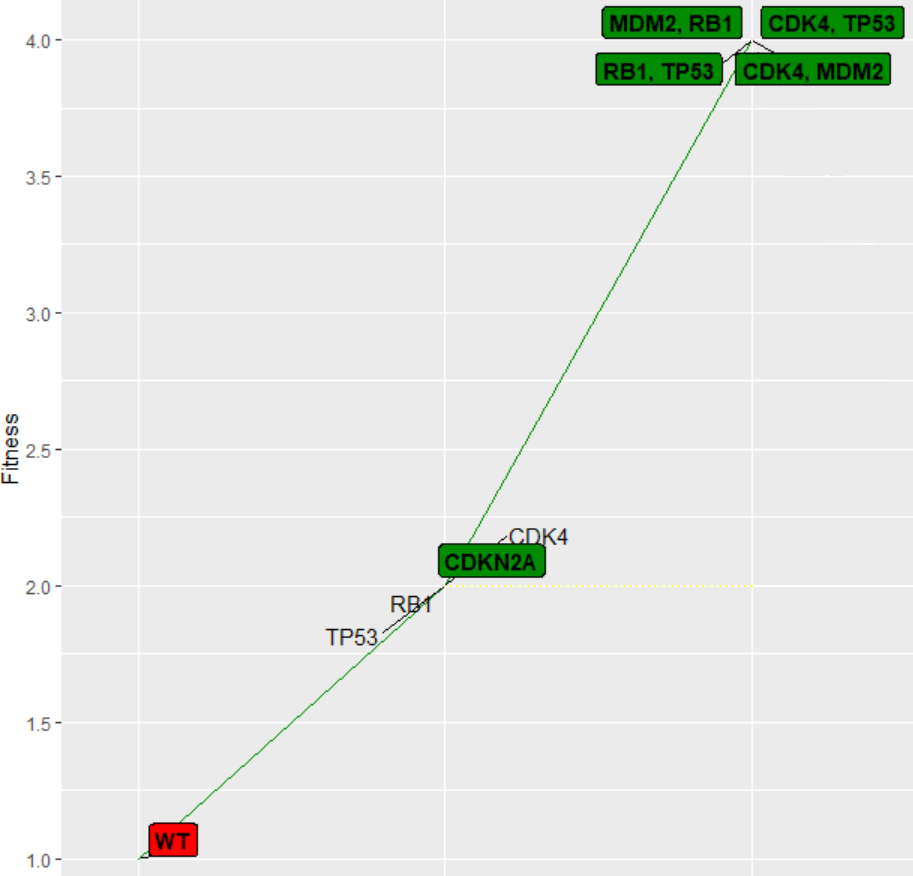 MDM2, RB1
CDK4, TP53
4.0
RB1, TP53
CDK4, MDM2
3.5
3.0
Fitness
2.5
CDK4
CDKN2A
2.0
RB1
TP53
1.5
WT
1.0